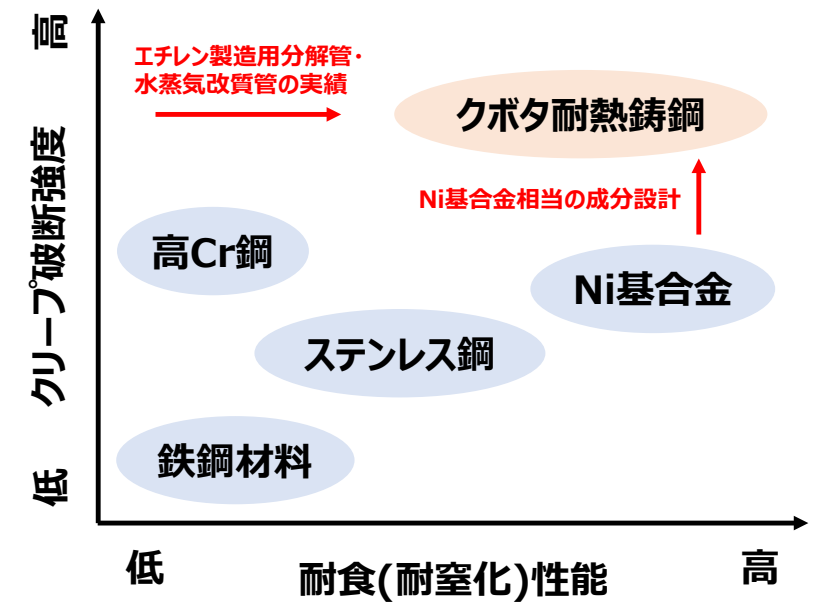 高
クリープ破断強度
低
エチレン製造用分解管・
水蒸気改質管の実績
クボタ耐熱鋳鋼
Ni基合金相当の成分設計
高Cr鋼
Ni基合金
ステンレス鋼
鉄鋼材料
低
耐食(耐窒化)性能
高